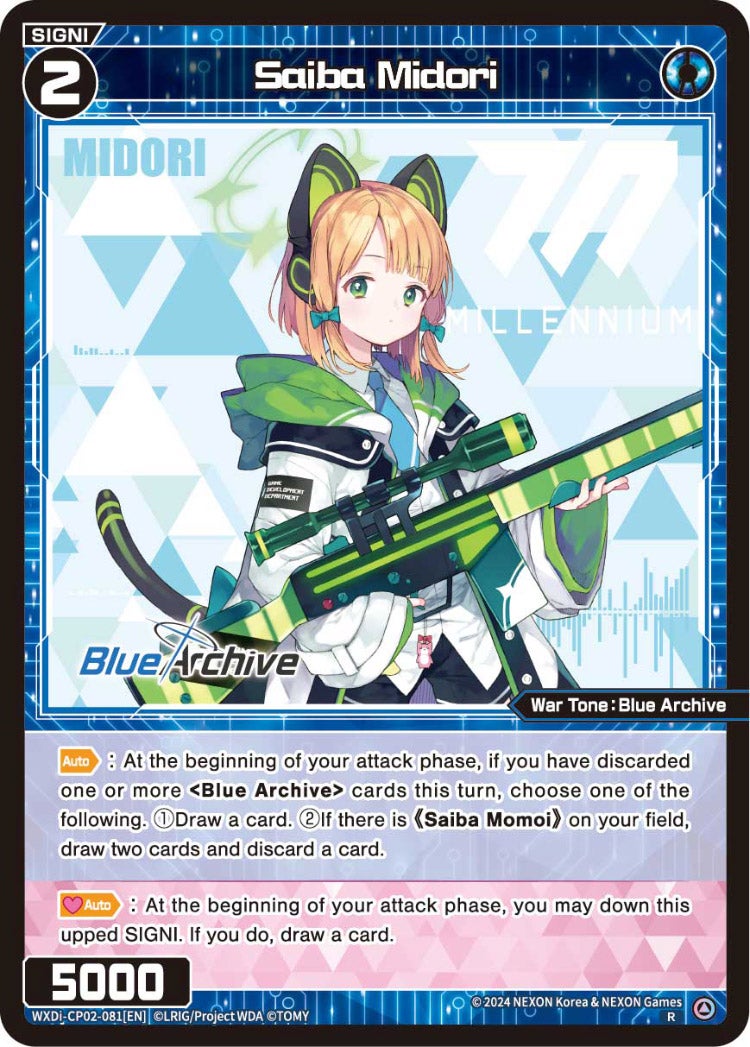 SIGNI
2
Saiba Midori
MIDORI
MILLENNIUM
GAME
DEVELOPMENT
DEPARTMENT
Blue Archive
War Tone:Blue Archive
Auto : At the beginning of your attack phase, if you have discarded
one or more <Blue Archive> cards this turn, choose one of the
following. ①Draw a card. ②If there is 《Saiba Momoi》 on your field,
draw two cards and discard a card.
Auto : At the beginning of your attack phase, you may down this
upped SIGNI. If you do, draw a card.
5000
© 2024 NEXON Korea & NEXON Games
WXDi-CP02-081[EN] ©LRIG/Project WDA ©TOMY R